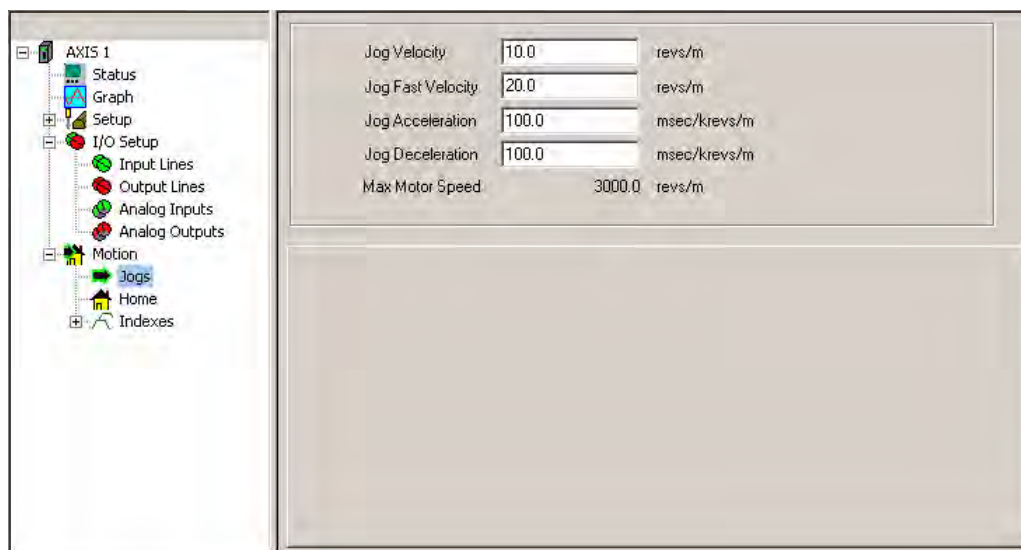 AXIS 1
Status
Graph
Setup
I/O Setup
Input Lines
Output Lines
Analog Inputs
Analog Outputs
Motion
Jogs
Home
Indexes
Jog Velocity 10.0 revs/m
Jog Fast Velocity 20.0 revs/m
Jog Acceleration 100.0 msec/krevs/m
Jog Deceleration 100.0 msec/krevs/m
Max Motor Speed 3000.0 revs/m